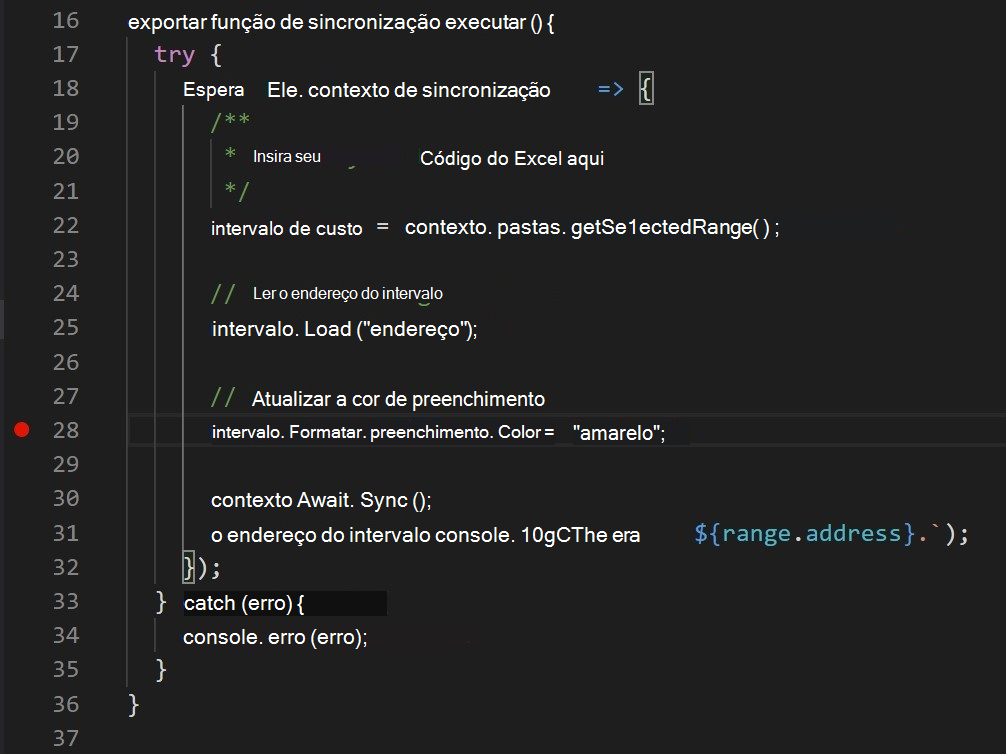 16 exportar função de sincronização executar () {
17 try {
18 Espera Ele. contexto de sincronização => {
19 /**
20 * Insira seu Código do Excel aqui
21 */
22 intervalo de custo = contexto. pastas. getSe1ectedRange( ) ;
23
24 // Ler o endereço do intervalo
25 intervalo. Load ("endereço");
26
27 // Atualizar a cor de preenchimento
28 intervalo. Formatar. preenchimento. Color = "amarelo";
29
30 contexto Await. Sync ();
31 o endereço do intervalo console. 10gCThe era ${range.address}.`);
32 });
33 } catch (erro) {
34 console. erro (erro);
35 }
36 }
37